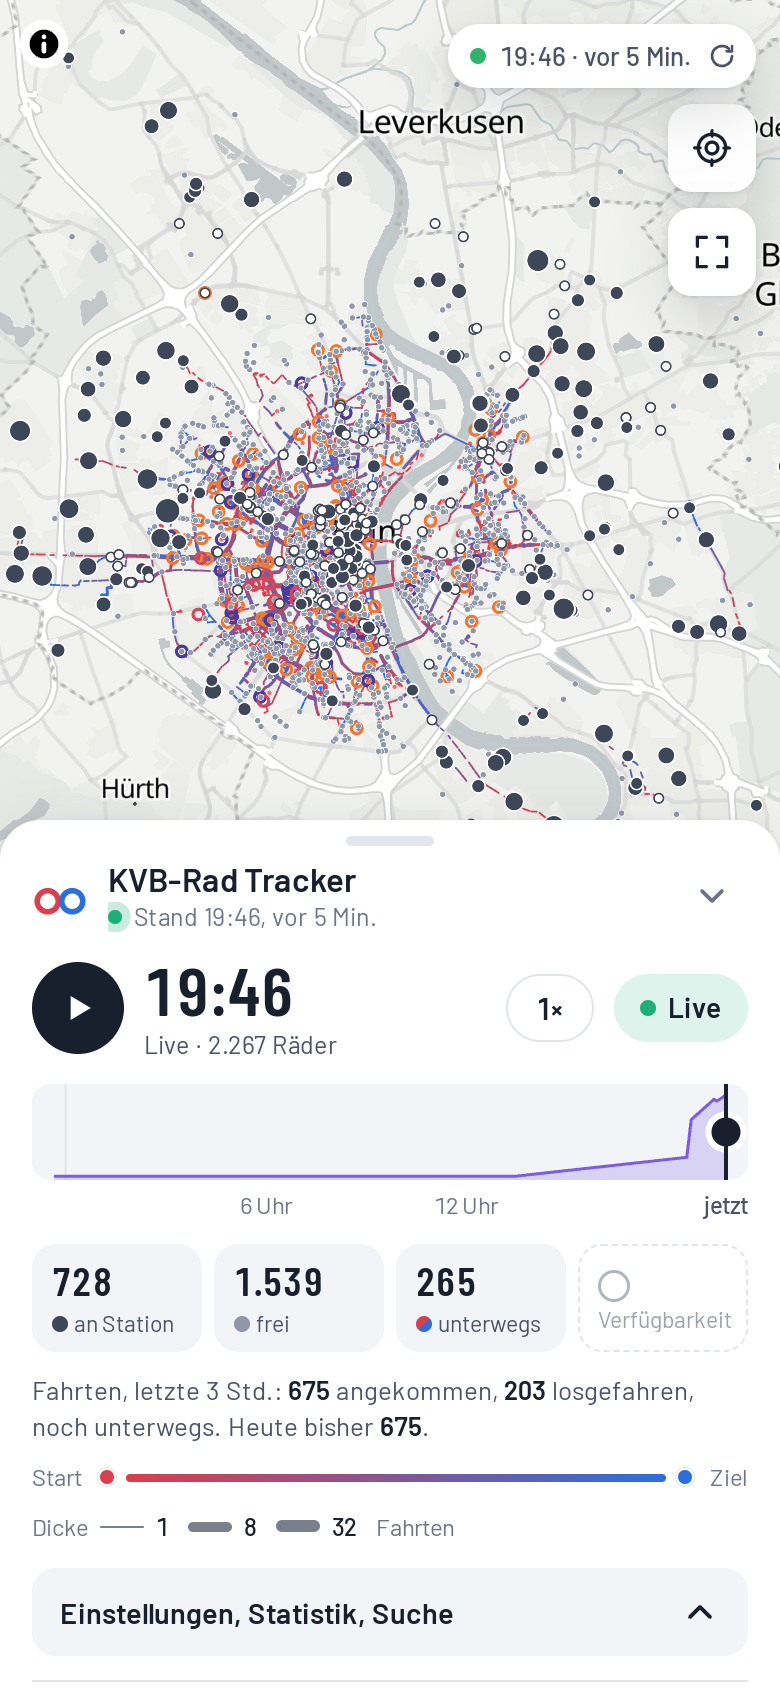 19:46 · vor 5 Min.
Leverkusen
Hürth
KVB-Rad Tracker
Stand 19:46, vor 5 Min.
19:46
Live · 2.267 Räder
1×
Live
6 Uhr
12 Uhr
jetzt
728
an Station
1.539
frei
265
unterwegs
Verfügbarkeit
Fahrten, letzte 3 Std.: 675 angekommen, 203 losgefahren,
noch unterwegs. Heute bisher 675.
Start
Ziel
Dicke 1 8 32 Fahrten
Einstellungen, Statistik, Suche